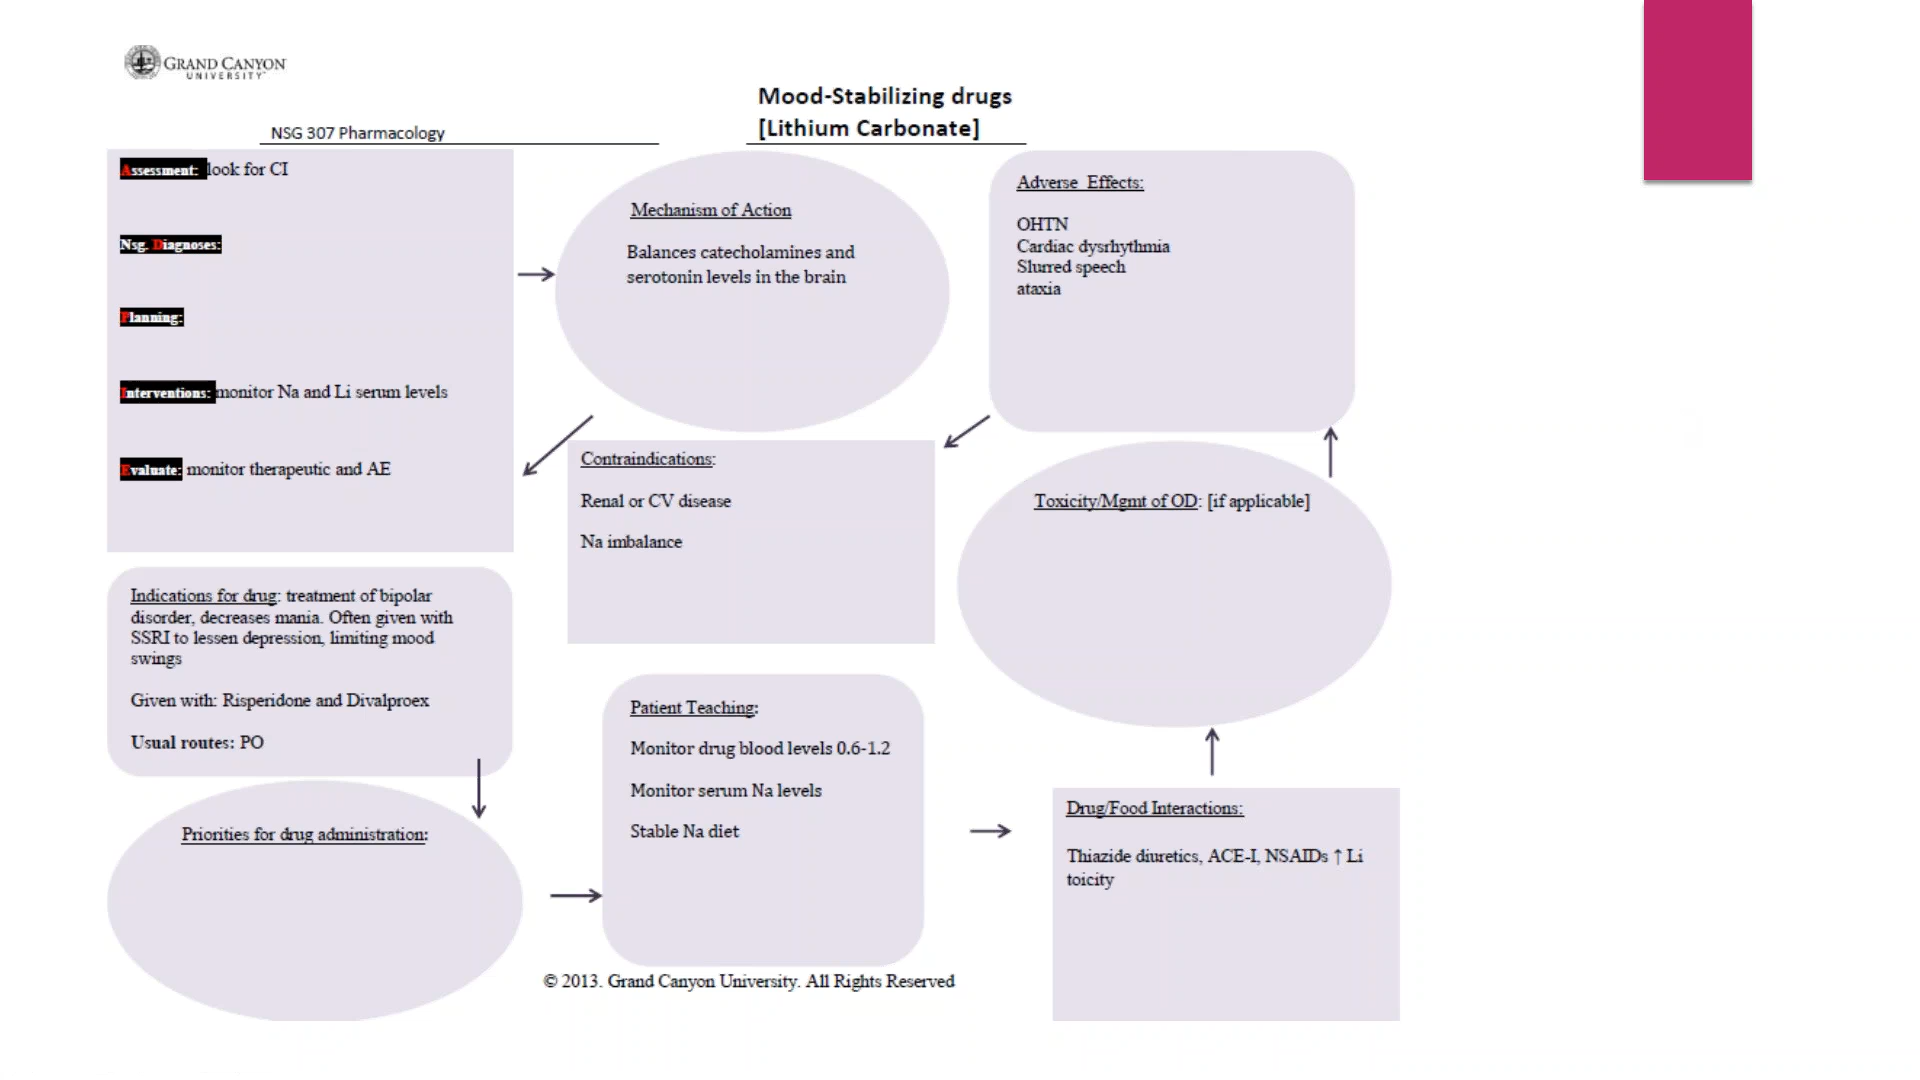 GRAND CANYON
UNIVERSITY
Mood-Stabilizing drugs
[Lithium Carbonate]
NSG 307 Pharmacology
Assessment: look for CI
Nsg. Diagnoses:
Planning:
Interventions: monitor Na and Li serum levels
Evaluate: monitor therapeutic and AE
Mechanism of Action
Balances catecholamines and
serotonin levels in the brain
Adverse Effects:
OHTN
Cardiac dysrhythmia
Slurred speech
ataxia
Contraindications:
Renal or CV disease
Na imbalance
Toxicity/Mgmt of OD: [if applicable]
Indications for drug: treatment of bipolar
disorder, decreases mania. Often given with
SSRI to lessen depression, limiting mood
swings
Given with: Risperidone and Divalproex
Usual routes: PO
Priorities for drug administration:
Patient Teaching:
Monitor drug blood levels 0.6-1.2
Monitor serum Na levels
Stable Na diet
Drug/Food Interactions:
Thiazide diuretics, ACE-I, NSAIDs ↑ Li
toicity
© 2013. Grand Canyon University. All Rights Reserved